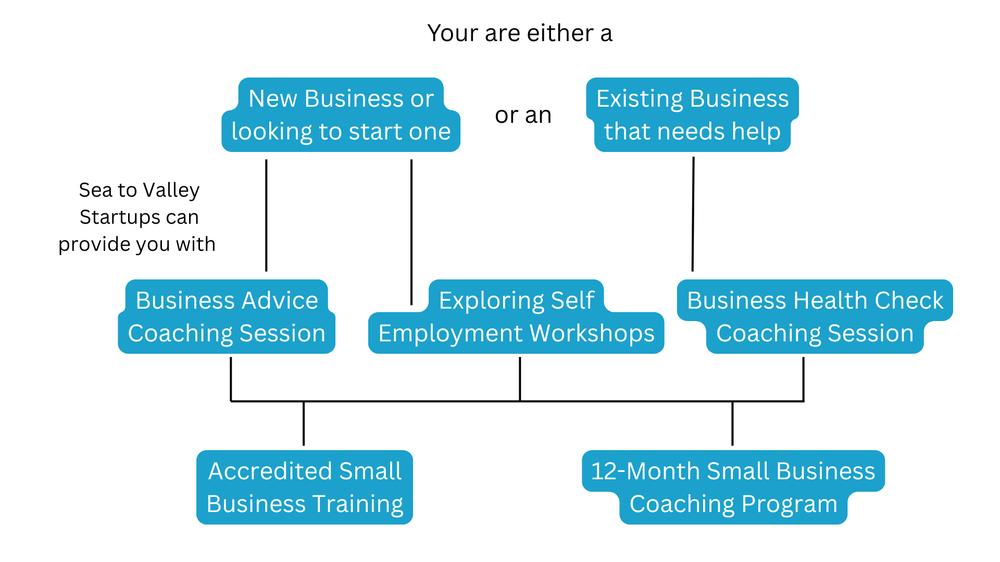 Your are either a
New Business or
looking to start one
or an
Existing Business
that needs help
Sea to Valley
Startups can
provide you with
Business Advice
Coaching Session
Exploring Self
Employment Workshops
Business Health Check
Coaching Session
Accredited Small
Business Training
12-Month Small Business
Coaching Program